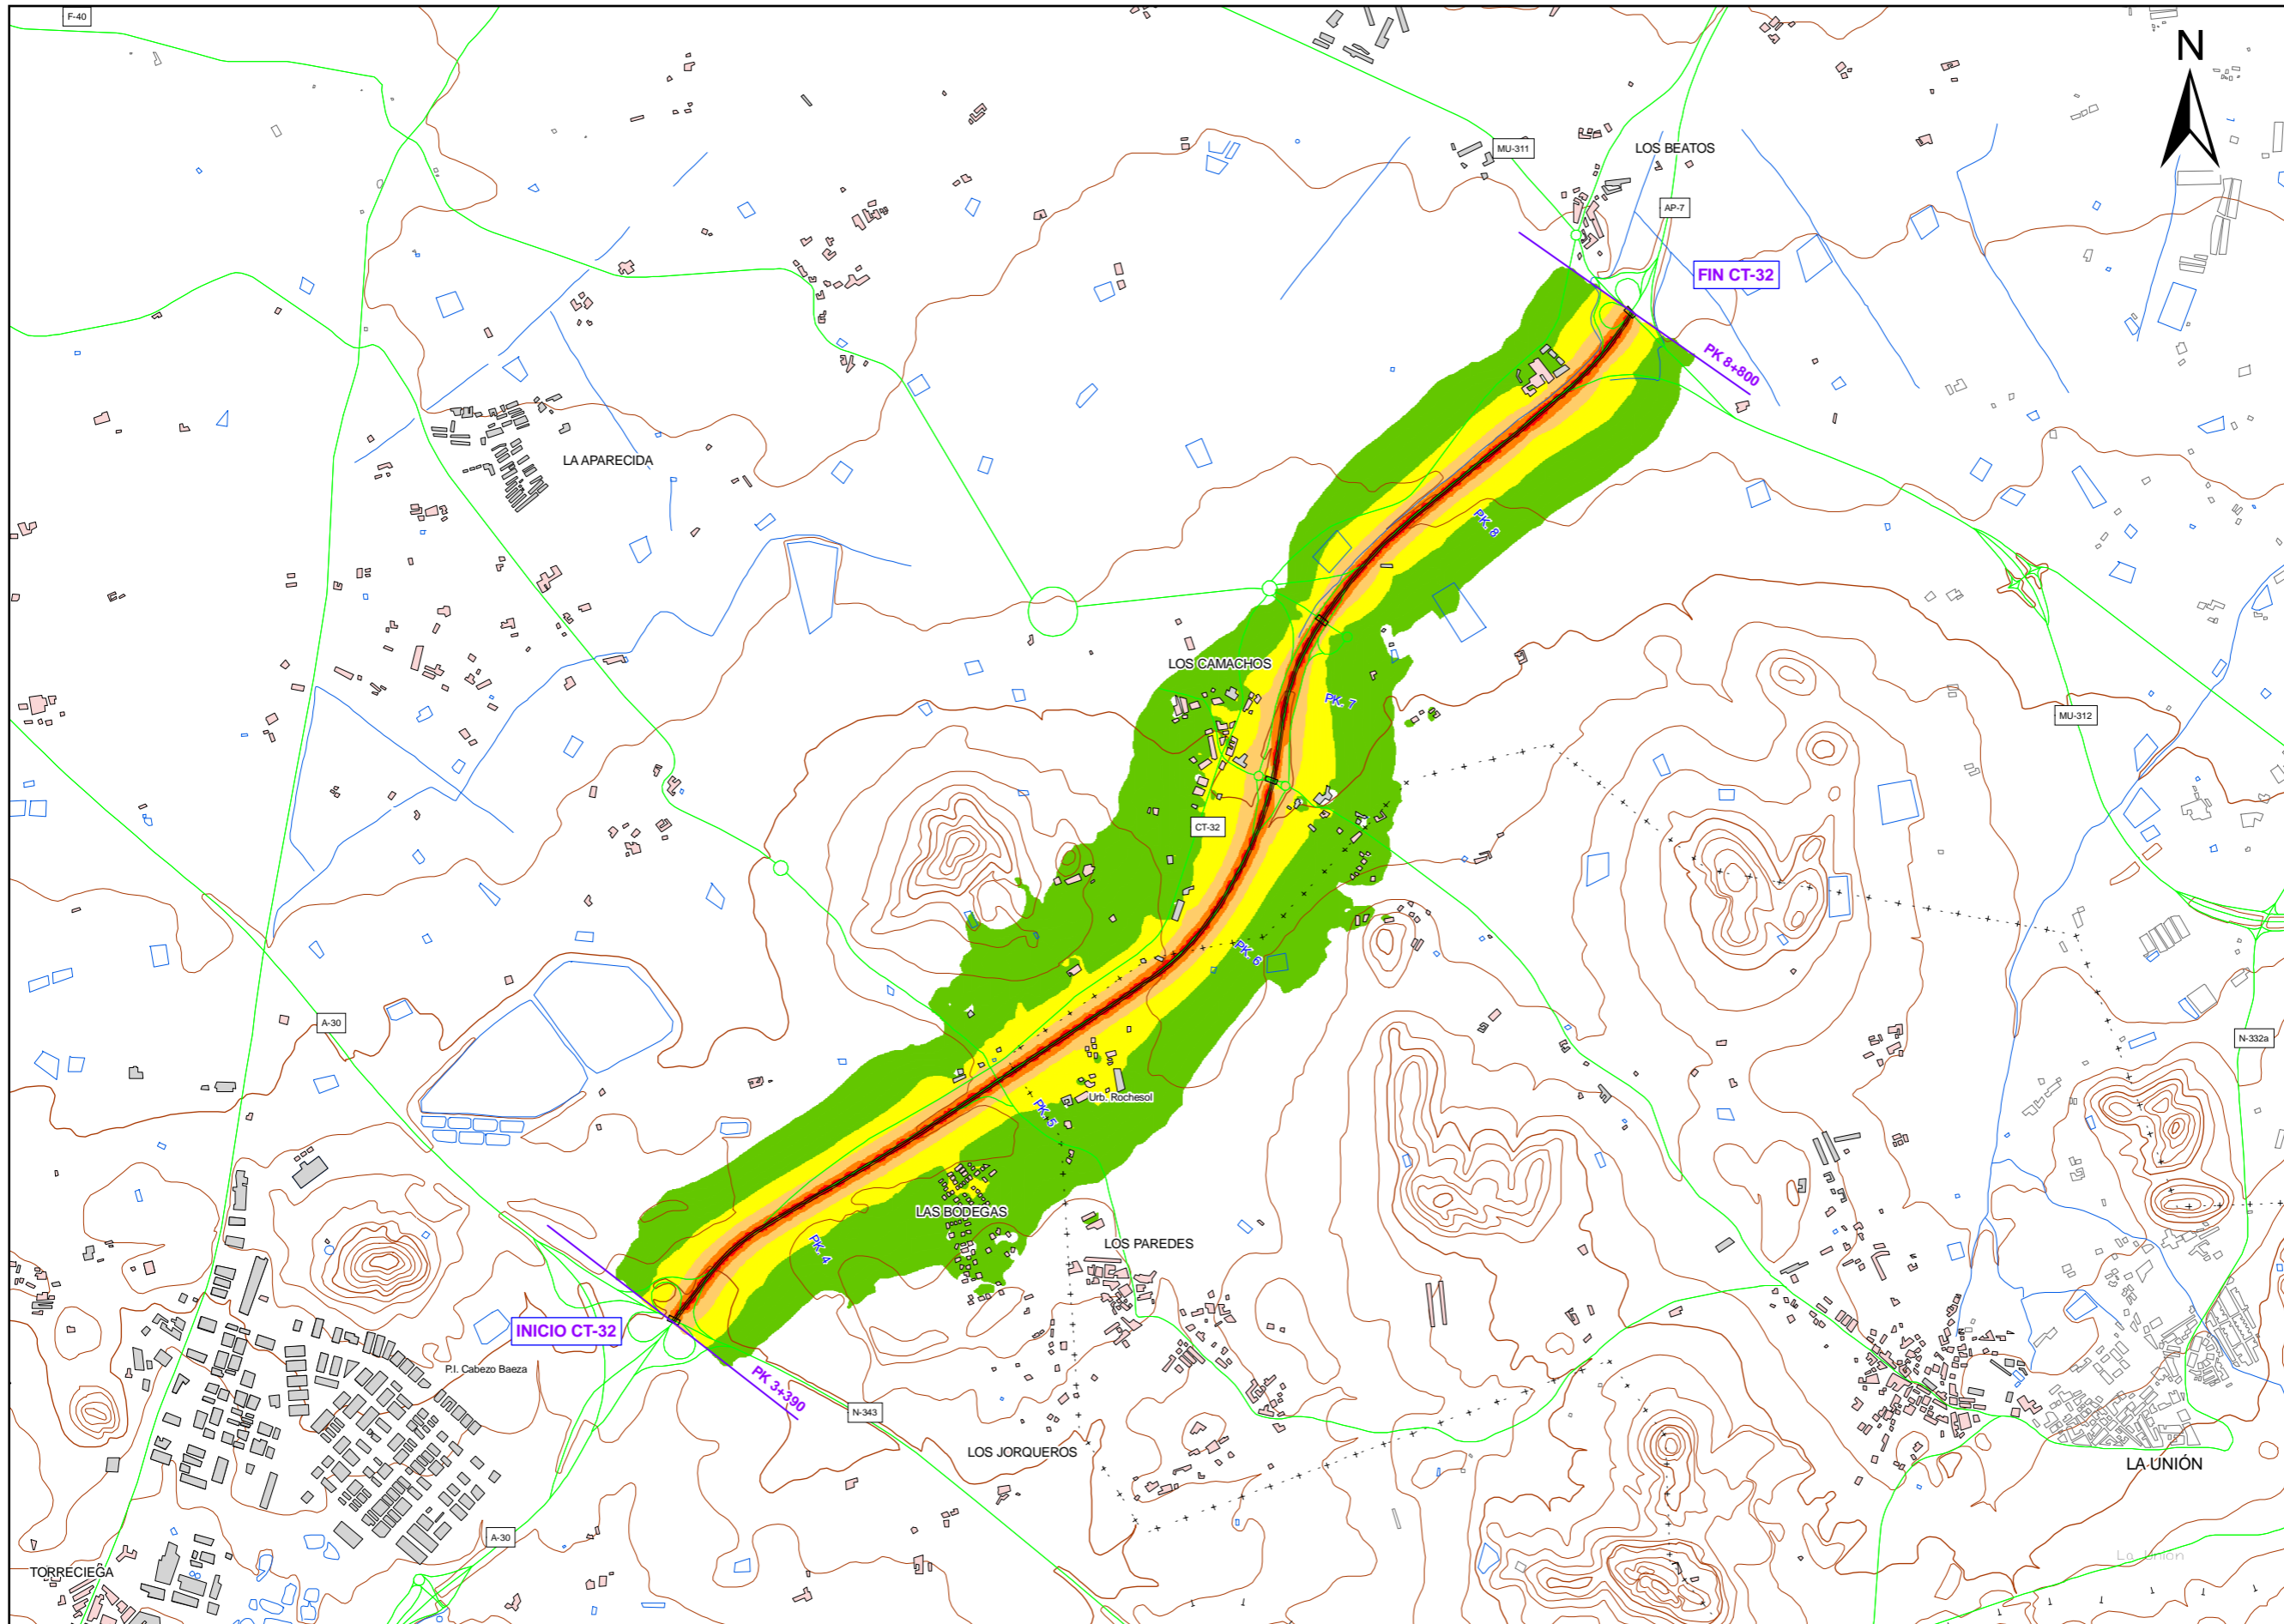 F-40
N
MU-311
LOS BEATOS
AP-7
FIN CT-32
PK 8+800
LA APARECIDA
PK. 8
LOS CAMACHOS
PK. 7
MU-312
CT-32
PK. 6
A-30
N-332a
Urb. Rochesol
PK. 5
LAS BODEGAS
LOS PAREDES
PK. 4
INICIO CT-32
P.I. Cabezo Baeza
PK 3+390
N-343
LOS JORQUEROS
LA UNIÓN
A-30
La Unión
TORRECIEGA